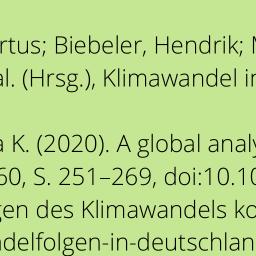 rtus; Biebeler, Hendrik;
al. (Hrsg.), Klimawandel i
K. (2020). A global analy
60, S. 251–269, doi:10.10
gen des Klimawandels ko
ndelfolgen-in-deutschlan